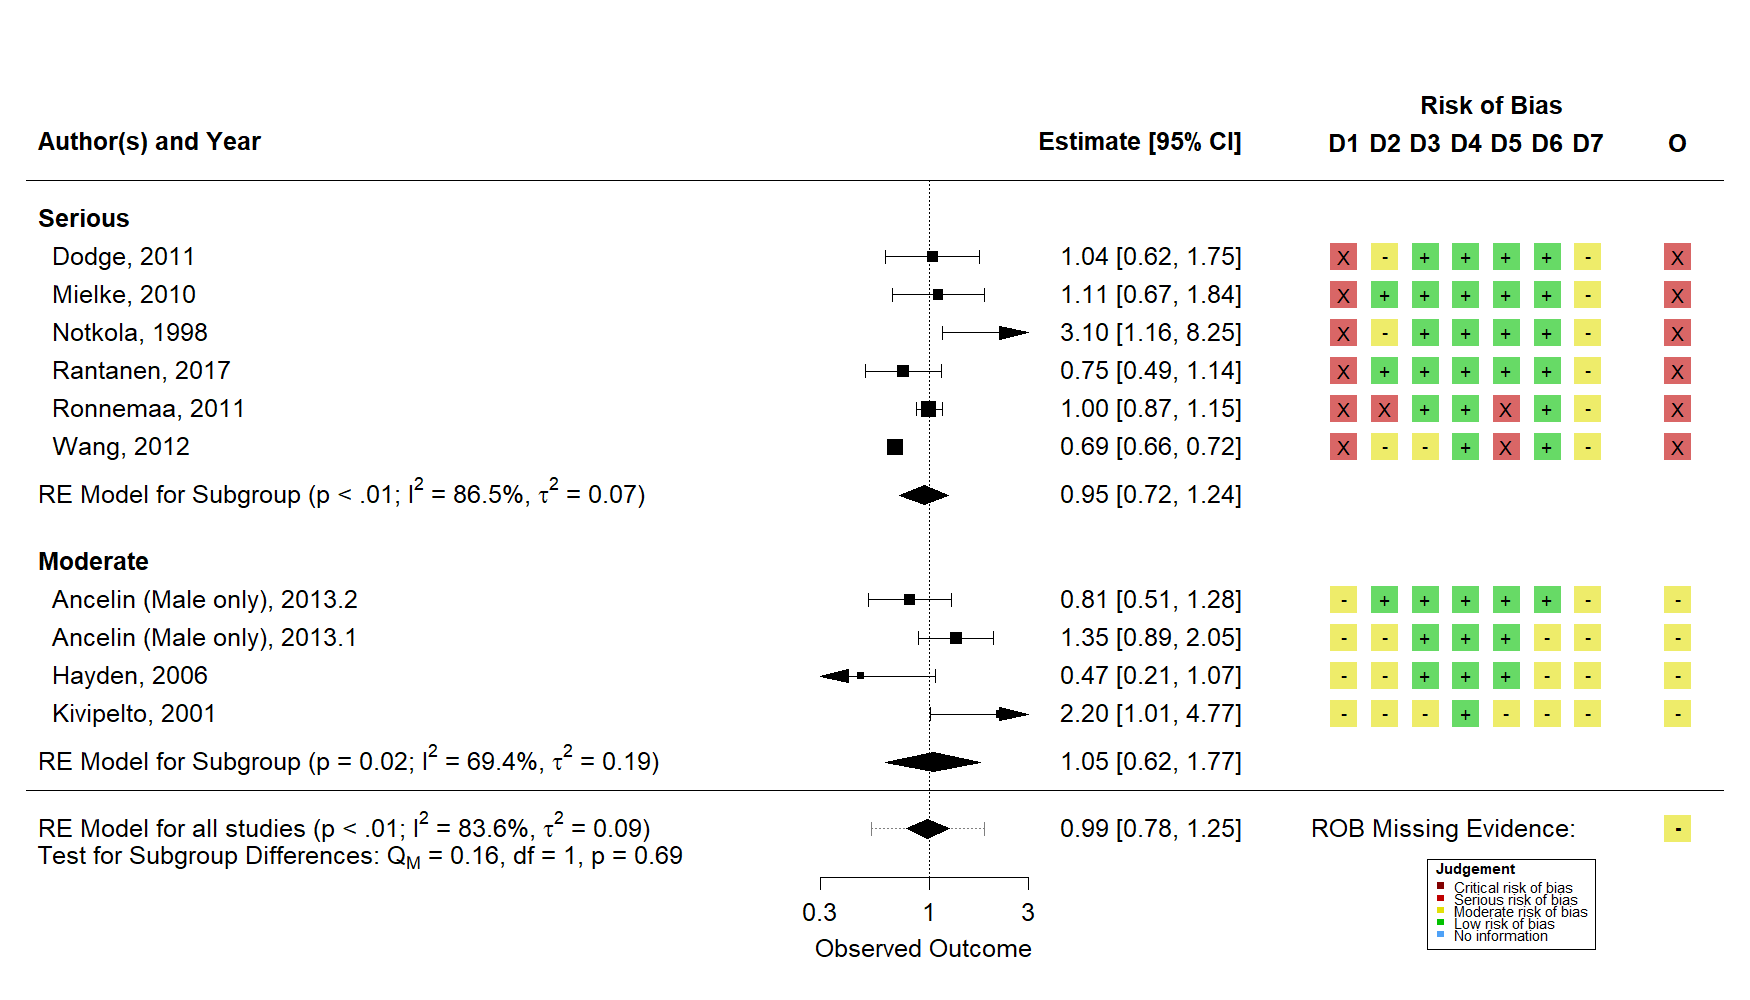 Risk of Bias
Author(s) and Year Estimate [95% CI] D1 D2 D3 D4 D5 D6 D7 O
Serious
Dodge, 2011 1.04 [0.62, 1.75] X - + + + + - X
Mielke, 2010 1.11 [0.67, 1.84] X + + + + + - X
Notkola, 1998 3.10 [1.16, 8.25] X - + + + + - X
Rantanen, 2017 0.75 [0.49, 1.14] X + + + + + - X
Ronnemaa, 2011 1.00 [0.87, 1.15] X X + + X + - X
Wang, 2012 0.69 [0.66, 0.72] X - - + X + - X
RE Model for Subgroup (p < .01; I² = 86.5%, τ² = 0.07) 0.95 [0.72, 1.24]
Moderate
Ancelin (Male only), 2013.2 0.81 [0.51, 1.28] - + + + + + - -
Ancelin (Male only), 2013.1 1.35 [0.89, 2.05] - - + + + - - -
Hayden, 2006 0.47 [0.21, 1.07] - - + + + - - -
Kivipelto, 2001 2.20 [1.01, 4.77] - - - + - - - -
RE Model for Subgroup (p = 0.02; I² = 69.4%, τ² = 0.19) 1.05 [0.62, 1.77]
RE Model for all studies (p < .01; I² = 83.6%, τ² = 0.09) 0.99 [0.78, 1.25] ROB Missing Evidence: -
Test for Subgroup Differences: Q_M = 0.16, df = 1, p = 0.69
Judgement
Critical risk of bias
Serious risk of bias
Moderate risk of bias
Low risk of bias
No information
0.3 1 3
Observed Outcome